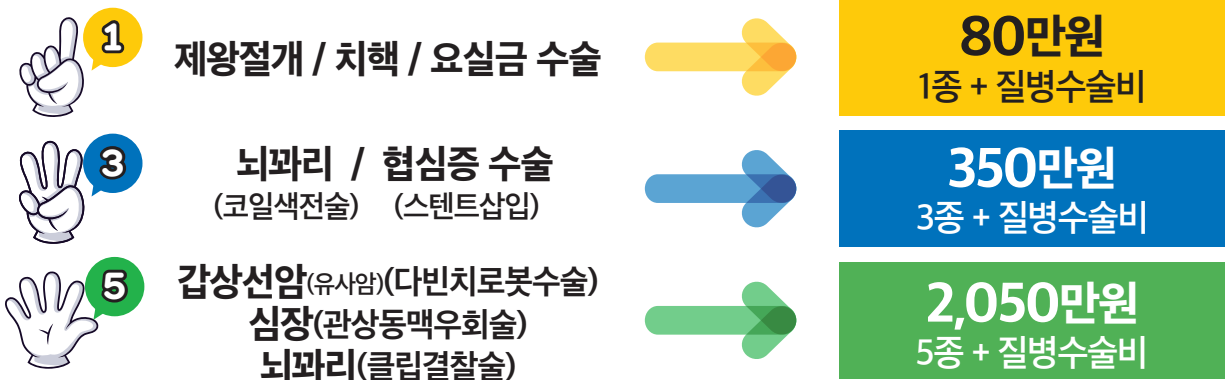 1
제왕절개 / 치핵 / 요실금 수술
80만원
1종 + 질병수술비
3
뇌꽈리 / 협심증 수술
(코일색전술) (스텐트삽입)
350만원
3종 + 질병수술비
5
갑상선암(유사암)(다빈치로봇수술)
심장(관상동맥우회술)
뇌꽈리(클립결찰술)
2,050만원
5종 + 질병수술비